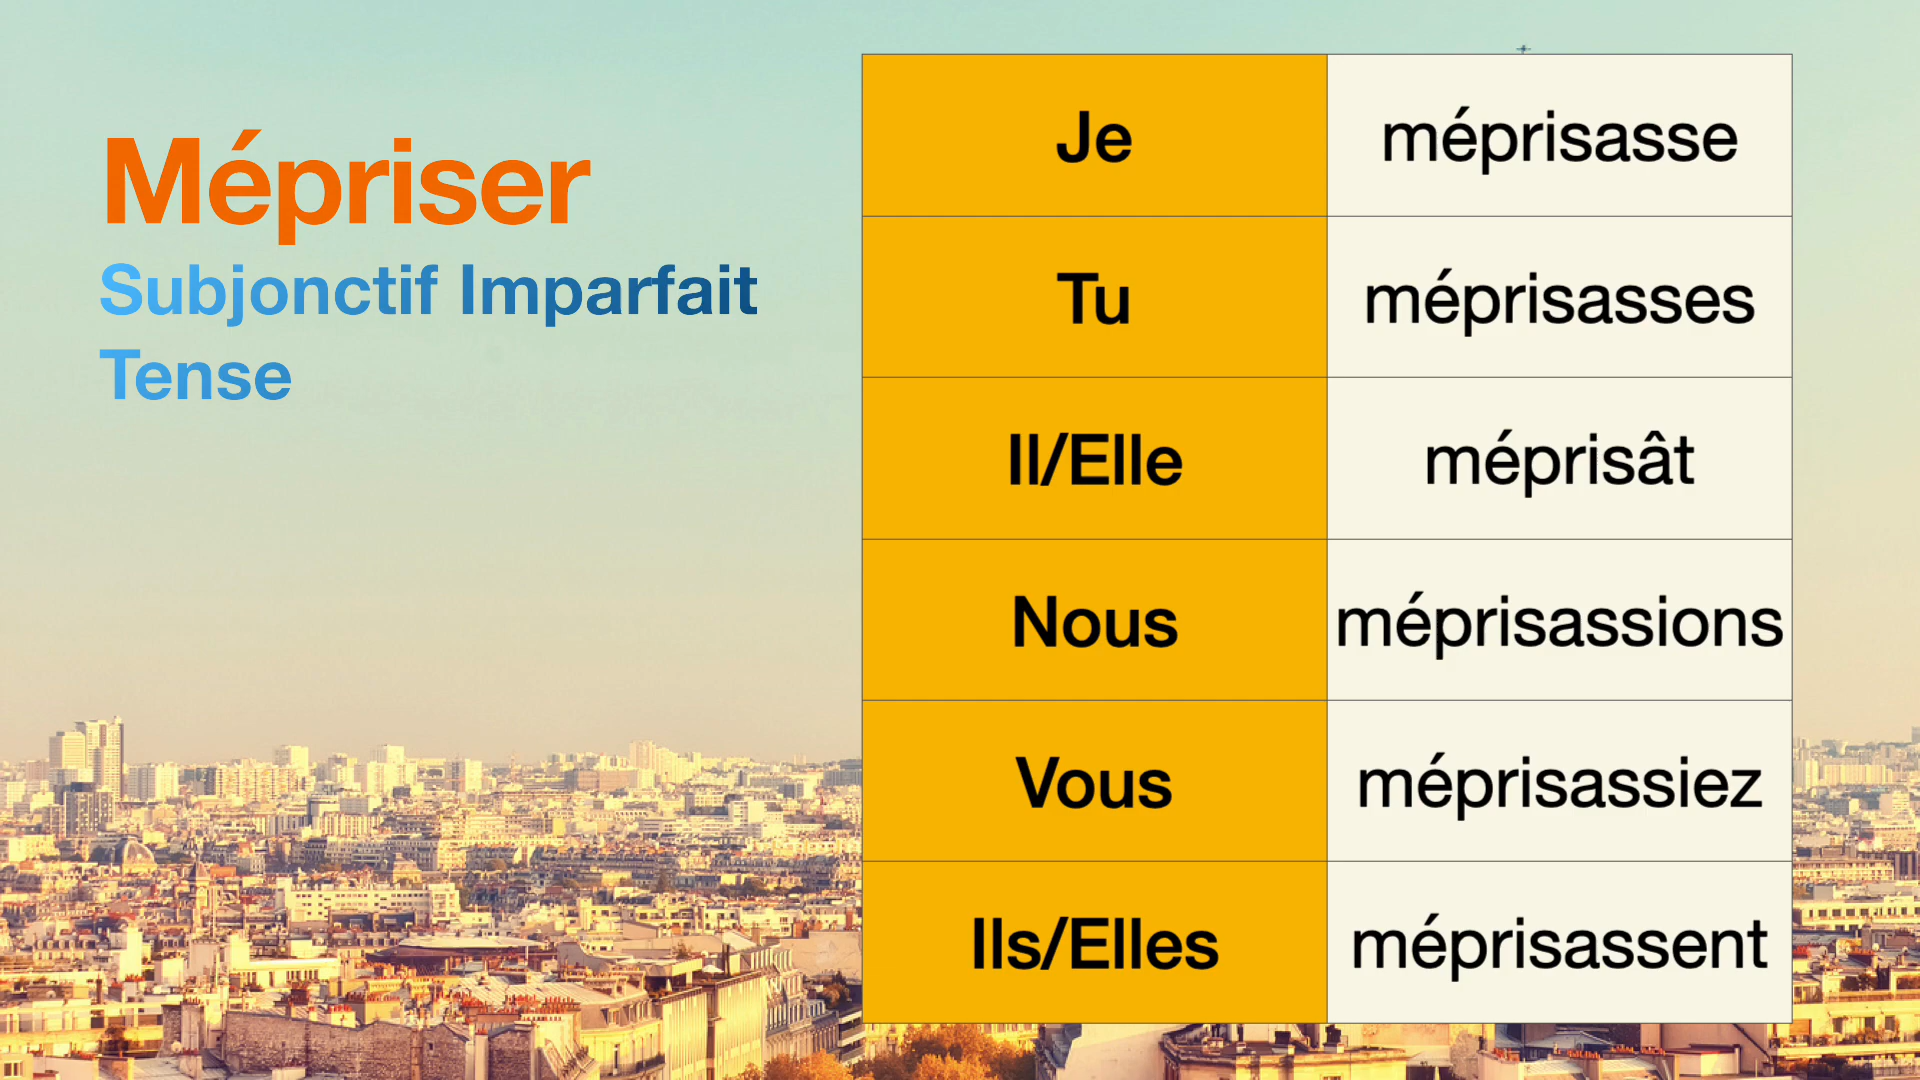 Mépriser
Subjonctif Imparfait
Tense
Je méprisasse
Tu méprisasses
Il/Elle méprisât
Nous méprisassions
Vous méprisassiez
Ils/Elles méprisassent